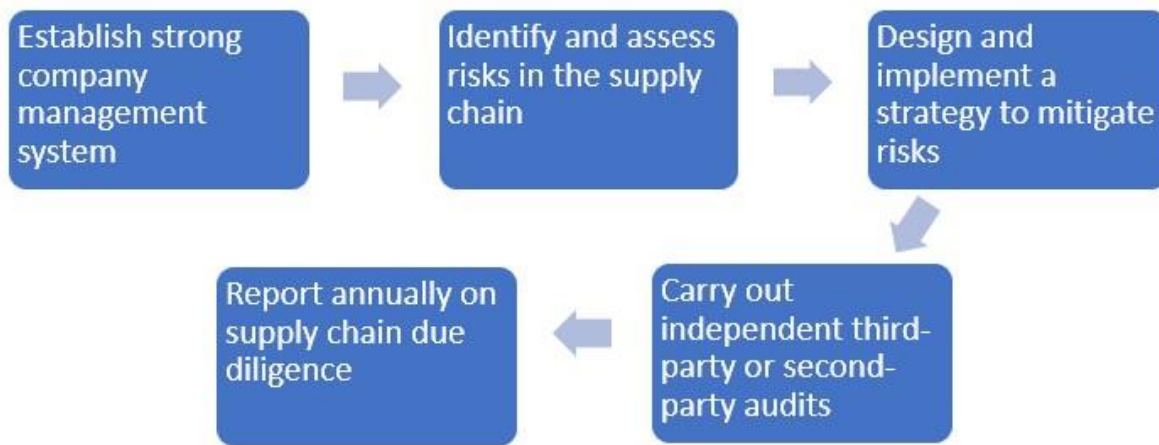 Establish strong
company
management
system
Identify and assess
risks in the supply
chain
Design and
implement a
strategy to mitigate
risks
Carry out
independent third-
party or second-
party audits
Report annually on
supply chain due
diligence